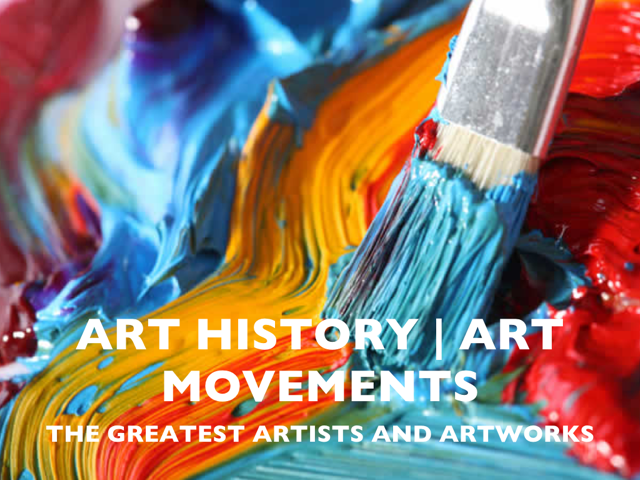 ART HISTORY | ART
MOVEMENTS
THE GREATEST ARTISTS AND ARTWORKS